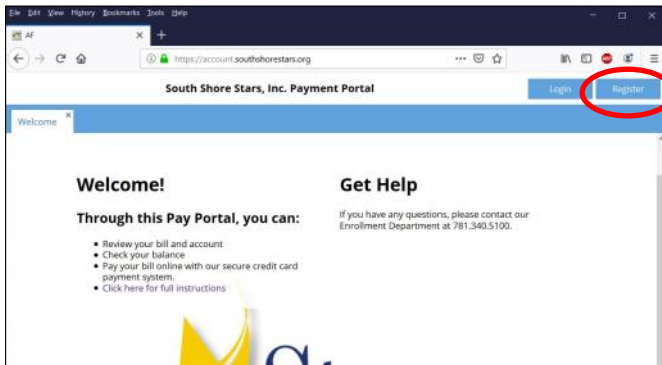 File Edit View History Bookmarks Tools Help
AF
https://account.southshorestars.org
South Shore Stars, Inc. Payment Portal
Login
Register
Welcome
Welcome!
Get Help
Through this Pay Portal, you can:
If you have any questions, please contact our
Enrollment Department at 781.340.5100.
Review your bill and account
Check your balance
Pay your bill online with our secure credit card
payment system.
Click here for full instructions